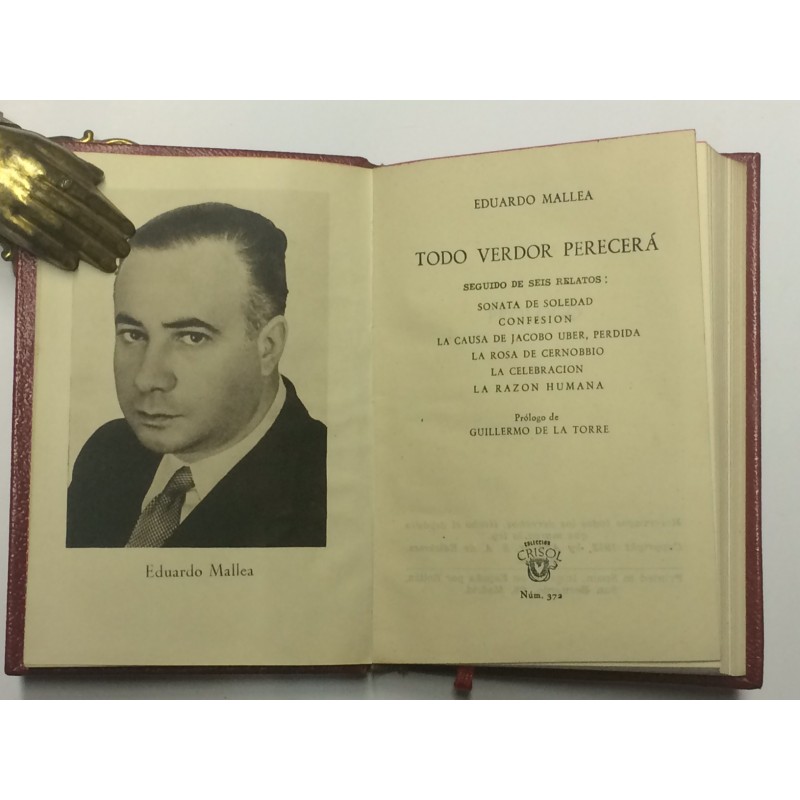 Eduardo Mallea
EDUARDO MALLEA
TODO VERDOR PERECERÁ
SEGUIDO DE SEIS RELATOS:
SONATA DE SOLEDAD
CONFESION
LA CAUSA DE JACOBO UBER, PERDIDA
LA ROSA DE CERNOBBIO
LA CELEBRACION
LA RAZON HUMANA
Prólogo de
GUILLERMO DE LA TORRE
COLECCION
CRISOL
Núm. 372